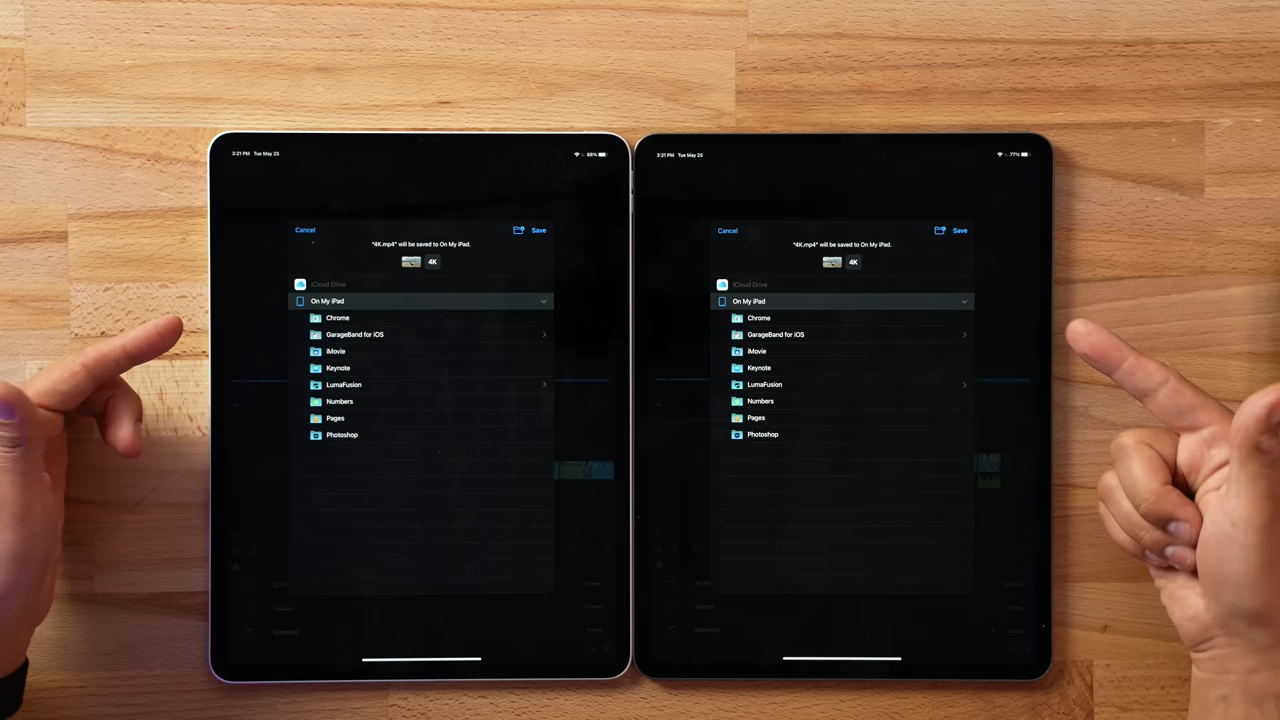 3:21 PM Tue May 25
88%
Cancel
Save
"4K.mp4" will be saved to On My iPad.
4K
iCloud Drive
On My iPad
Chrome
GarageBand for iOS
iMovie
Keynote
LumaFusion
Numbers
Pages
Photoshop
3:21 PM Tue May 25
77%
Cancel
Save
"4K.mp4" will be saved to On My iPad.
4K
iCloud Drive
On My iPad
Chrome
GarageBand for iOS
iMovie
Keynote
LumaFusion
Numbers
Pages
Photoshop